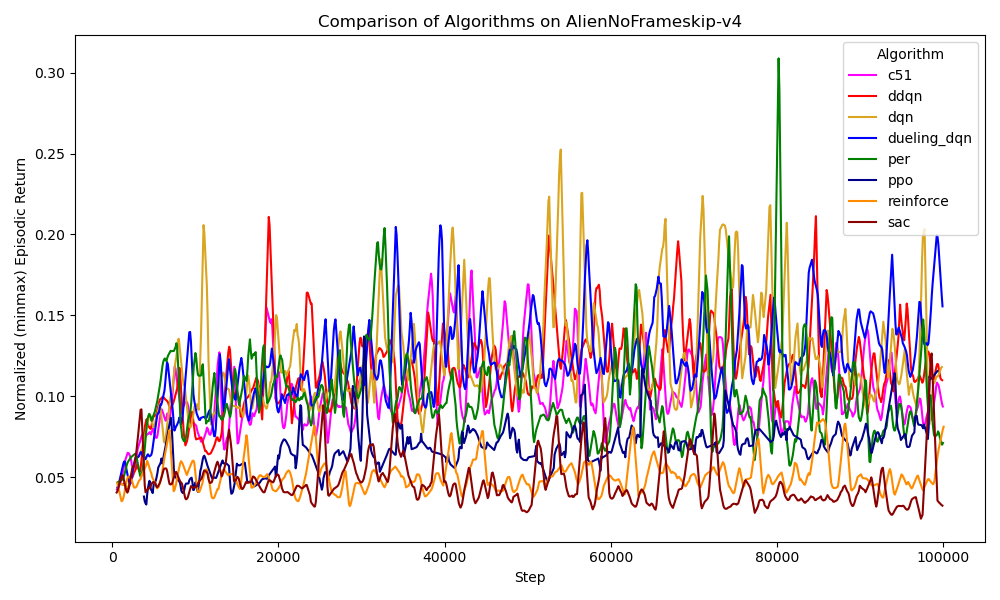 Comparison of Algorithms on AlienNoFrameskip-v4
Normalized (minmax) Episodic Return
0.30
0.25
0.20
0.15
0.10
0.05
Algorithm
c51
ddqn
dqn
dueling_dqn
per
ppo
reinforce
sac
0
20000
40000
60000
80000
100000
Step